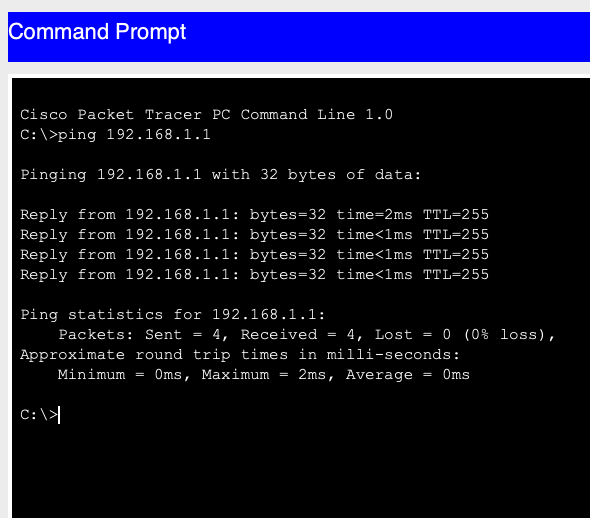 Command Prompt
Cisco Packet Tracer PC Command Line 1.0
C:\>ping 192.168.1.1
Pinging 192.168.1.1 with 32 bytes of data:
Reply from 192.168.1.1: bytes=32 time=2ms TTL=255
Reply from 192.168.1.1: bytes=32 time<1ms TTL=255
Reply from 192.168.1.1: bytes=32 time<1ms TTL=255
Reply from 192.168.1.1: bytes=32 time<1ms TTL=255
Ping statistics for 192.168.1.1:
    Packets: Sent = 4, Received = 4, Lost = 0 (0% loss),
Approximate round trip times in milli-seconds:
    Minimum = 0ms, Maximum = 2ms, Average = 0ms
C:\>